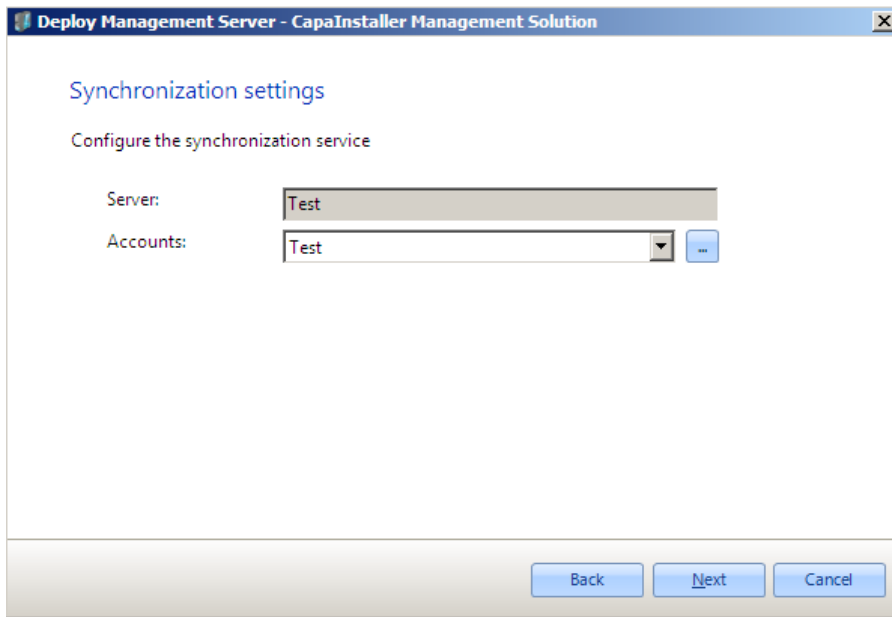 Deploy Management Server - CapaInstaller Management Solution
Synchronization settings
Configure the synchronization service
Server: Test
Accounts: Test ...
Back Next Cancel